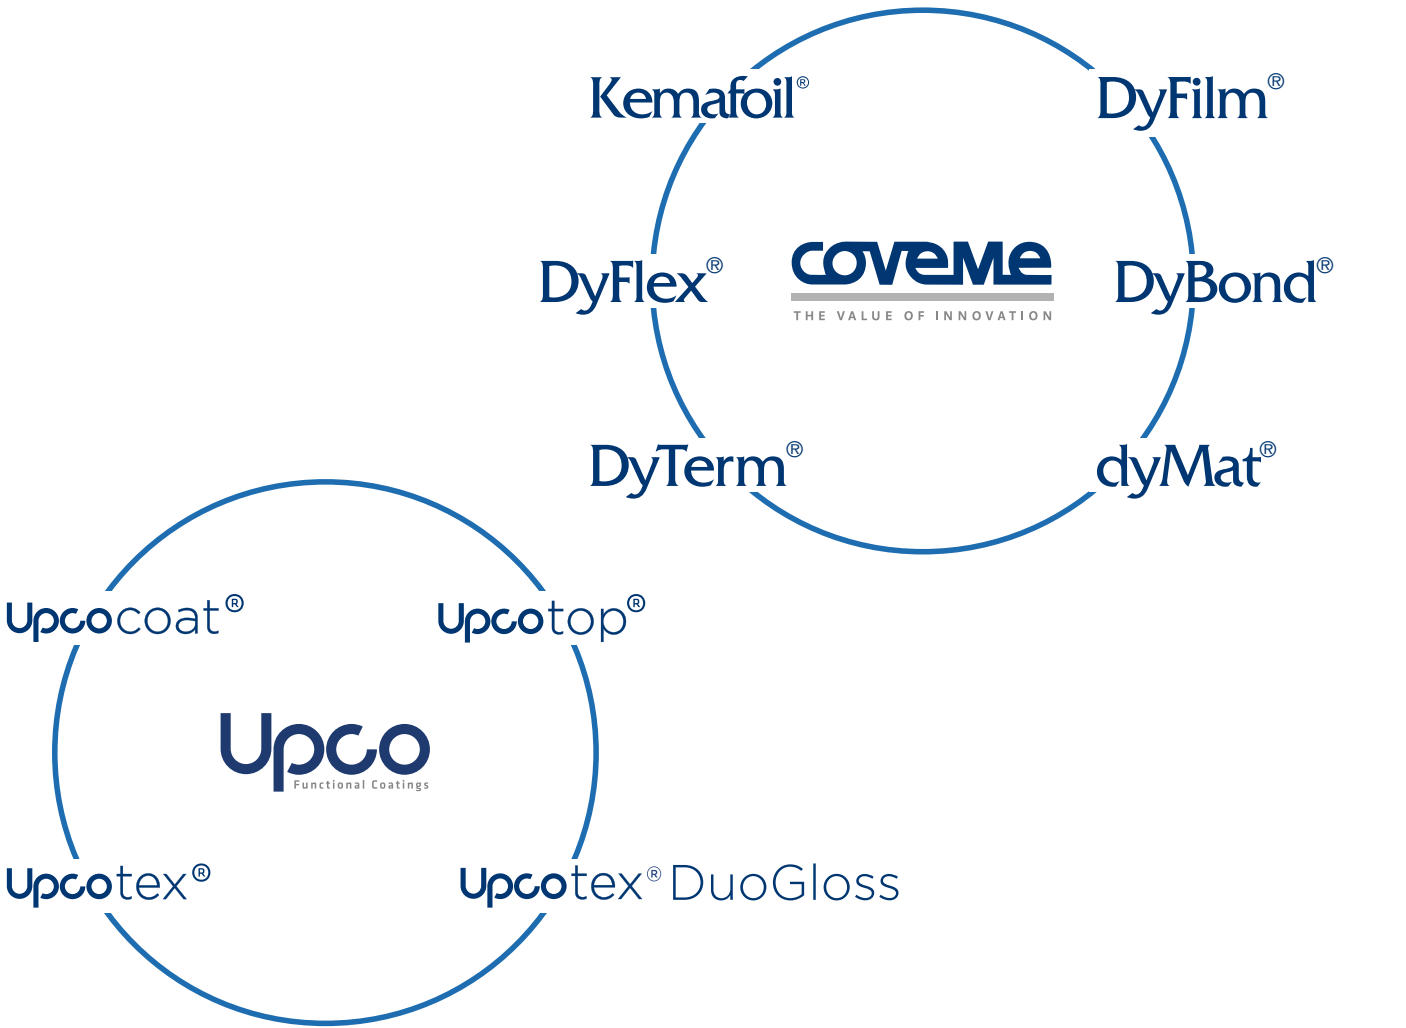 Kemafoil®
DyFilm®
coveme
THE VALUE OF INNOVATION
DyFlex®
DyBond®
DyTerm®
dyMat®
Upcocoat®
Upcotop®
Upco
Functional Coatings
Upcotex®
Upcotex® DuoGloss